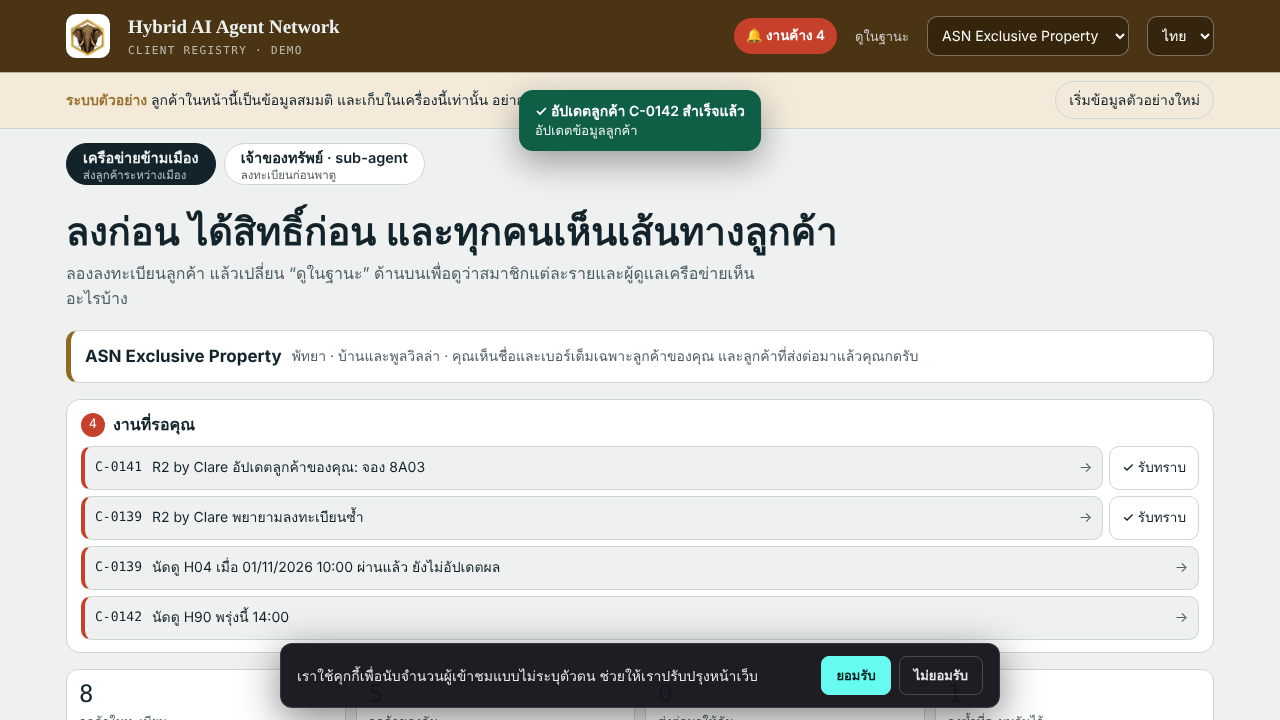 Hybrid AI Agent Network
CLIENT REGISTRY · DEMO
🔔 งานค้าง 4
ดูในฐานะ
ASN Exclusive Property
ไทย
ระบบตัวอย่าง ลูกค้าในหน้านี้เป็นข้อมูลสมมติ และเก็บในเครื่องนี้เท่านั้น
เริ่มข้อมูลตัวอย่างใหม่
✓ อัปเดตลูกค้า C-0142 สำเร็จแล้ว
อัปเดตข้อมูลลูกค้า
เครือข่ายข้ามเมือง
ส่งลูกค้าระหว่างเมือง
เจ้าของทรัพย์ · sub-agent
ลงทะเบียนก่อนพาดู
ลงก่อน ได้สิทธิ์ก่อน และทุกคนเห็นเส้นทางลูกค้า
ลองลงทะเบียนลูกค้า แล้วเปลี่ยน “ดูในฐานะ” ด้านบนเพื่อดูว่าสมาชิกแต่ละรายและผู้ดูแลเครือข่ายเห็น
อะไรบ้าง
ASN Exclusive Property พัทยา · บ้านและพูลวิลล่า · คุณเห็นชื่อและเบอร์เต็มเฉพาะลูกค้าของคุณ และลูกค้าที่ส่งต่อมาแล้วคุณกดรับ
4 งานที่รอคุณ
C-0141 R2 by Clare อัปเดตลูกค้าของคุณ: จอง 8A03 →
✓ รับทราบ
C-0139 R2 by Clare พยายามลงทะเบียนซ้ำ →
✓ รับทราบ
C-0139 นัดดู H04 เมื่อ 01/11/2026 10:00 ผ่านแล้ว ยังไม่อัปเดตผล →
C-0142 นัดดู H90 พรุ่งนี้ 14:00 →
เราใช้คุกกี้เพื่อนับจำนวนผู้เข้าชมแบบไม่ระบุตัวตน ช่วยให้เราปรับปรุงหน้าเว็บ
ยอมรับ
ไม่ยอมรับ
8
5
0
1